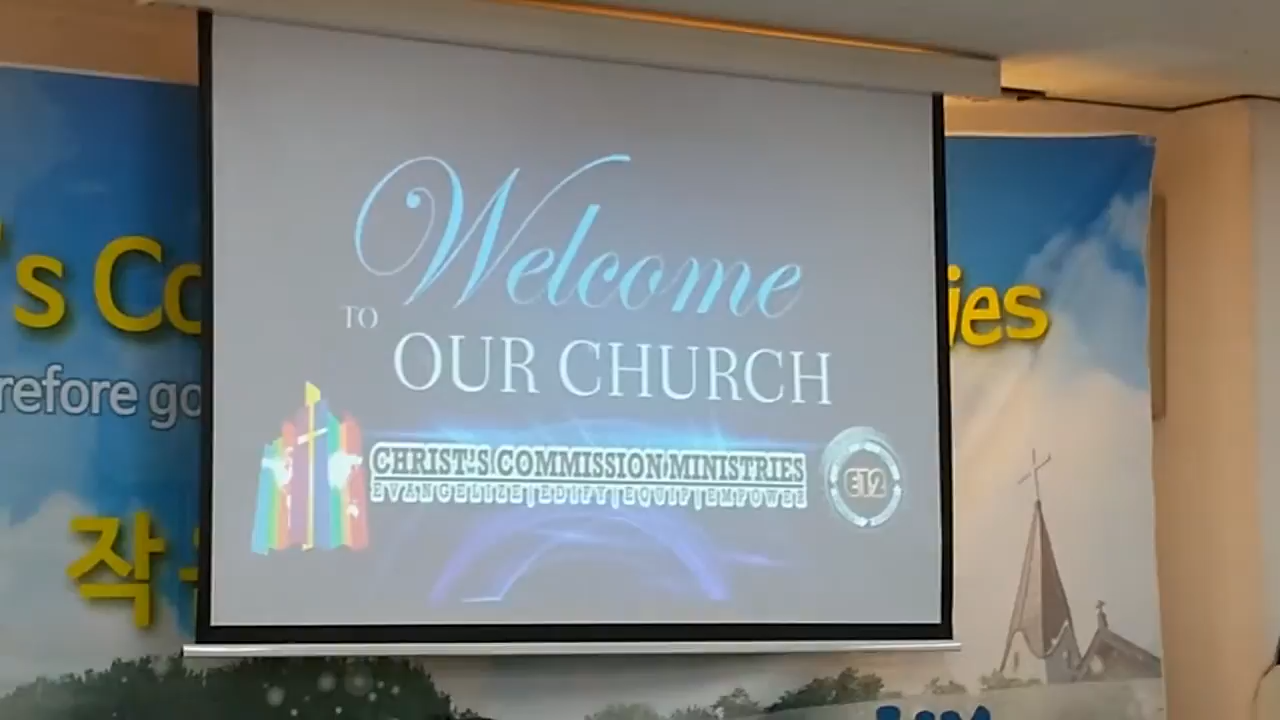 Welcome
TO
OUR CHURCH
CHRIST'S COMMISSION MINISTRIES
EVANGELIZE | EDIFY | EQUIP | EMPOWER
E12
's Co
ies
refore go
작